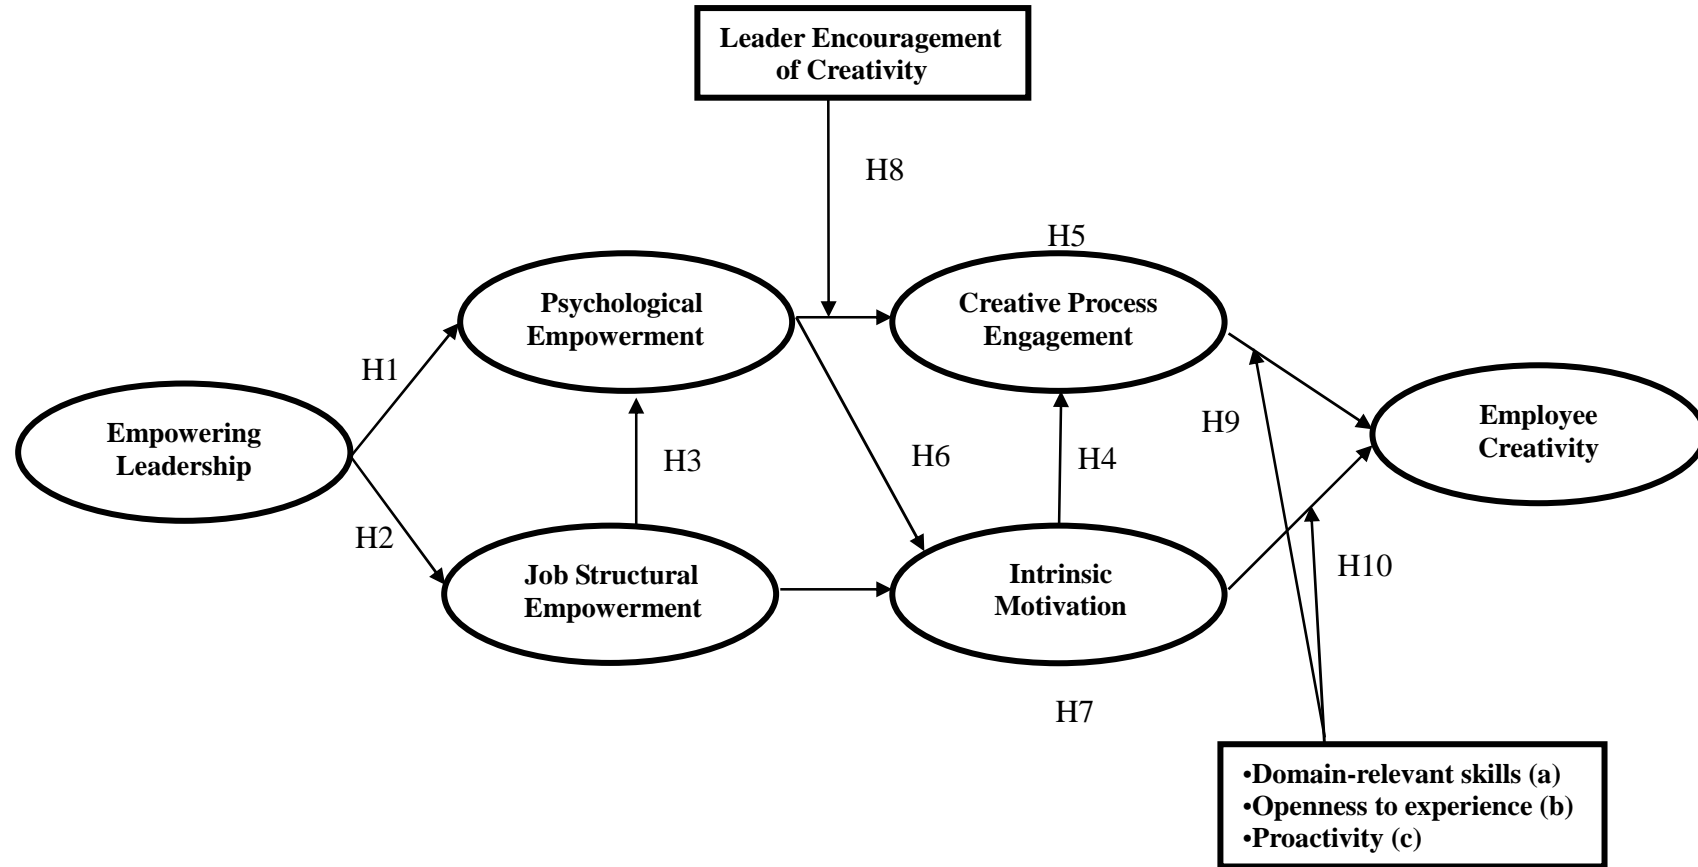 Leader Encouragement
of Creativity
H8
H5
Psychological
Empowerment
Creative Process
Engagement
H1
Empowering
Leadership
H3
H6
H4
H9
Employee
Creativity
H2
Job Structural
Empowerment
Intrinsic
Motivation
H10
H7
•Domain-relevant skills (a)
•Openness to experience (b)
•Proactivity (c)